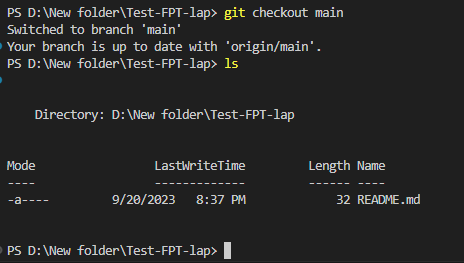 PS D:\New folder\Test-FPT-lap> git checkout main
Switched to branch 'main'
Your branch is up to date with 'origin/main'.
PS D:\New folder\Test-FPT-lap> ls
Directory: D:\New folder\Test-FPT-lap
Mode LastWriteTime Length Name
---- ------------- ------ ----
-a---- 9/20/2023 8:37 PM 32 README.md
PS D:\New folder\Test-FPT-lap>